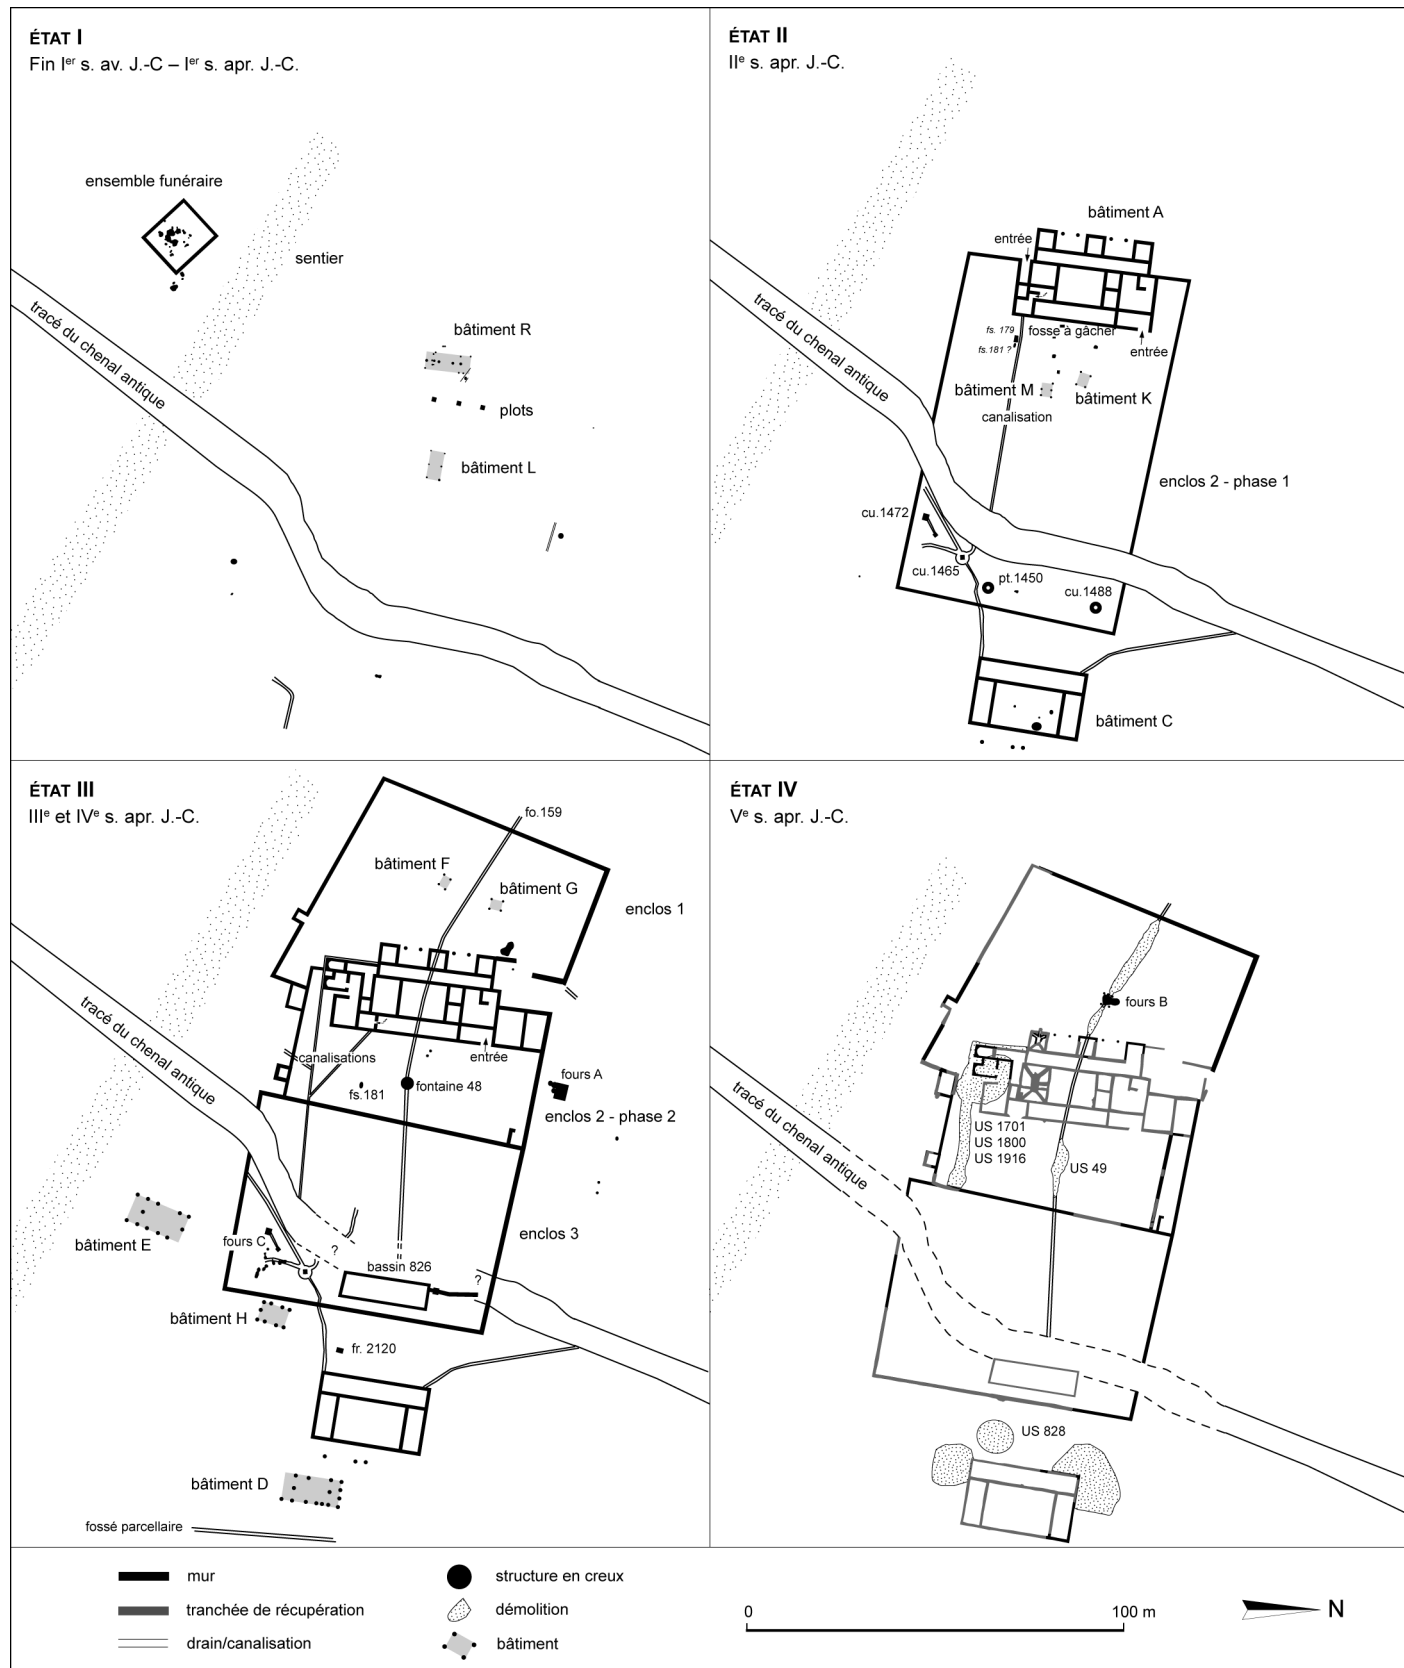 ÉTAT I
Fin Ier s. av. J.-C – Ier s. apr. J.-C.
ensemble funéraire
sentier
tracé du chenal antique
bâtiment R
plots
bâtiment L
ÉTAT II
IIe s. apr. J.-C.
bâtiment A
entrée
tracé du chenal antique
fs. 179
fosse à gâcher
fs.181 ?
entrée
bâtiment M
bâtiment K
canalisation
enclos 2 - phase 1
cu.1472
cu.1465
pt.1450
cu.1488
bâtiment C
ÉTAT III
IIIe et IVe s. apr. J.-C.
fo.159
bâtiment F
bâtiment G
enclos 1
tracé du chenal antique
canalisations
entrée
fs.181
fontaine 48
fours A
enclos 2 - phase 2
enclos 3
bâtiment E
fours C
?
bassin 826
?
bâtiment H
fr. 2120
bâtiment D
fossé parcellaire
ÉTAT IV
Ve s. apr. J.-C.
fours B
tracé du chenal antique
US 1701
US 1800
US 1916
US 49
US 828
mur
tranchée de récupération
drain/canalisation
structure en creux
démolition
bâtiment
0
100 m
N